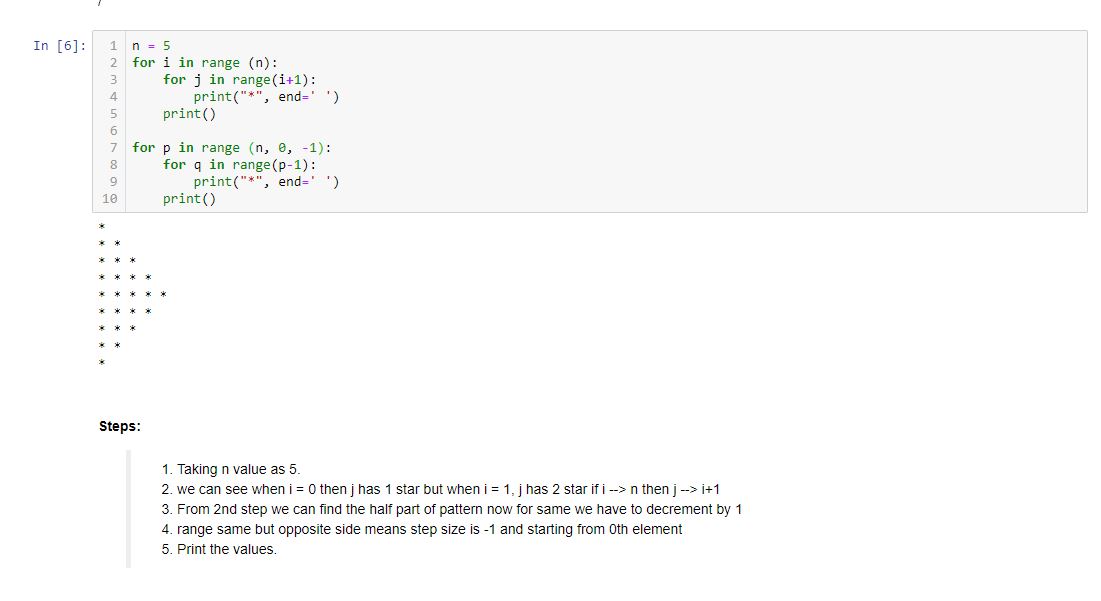 In [6]:
1 n = 5
2 for i in range (n):
3     for j in range(i+1):
4         print("*", end=' ')
5     print()
6
7 for p in range (n, 0, -1):
8     for q in range(p-1):
9         print("*", end=' ')
10     print()
*
* *
* * *
* * * *
* * * * *
* * * *
* * *
* *
*
Steps:
1. Taking n value as 5.
2. we can see when i = 0 then j has 1 star but when i = 1, j has 2 star if i --> n then j --> i+1
3. From 2nd step we can find the half part of pattern now for same we have to decrement by 1
4. range same but opposite side means step size is -1 and starting from 0th element
5. Print the values.